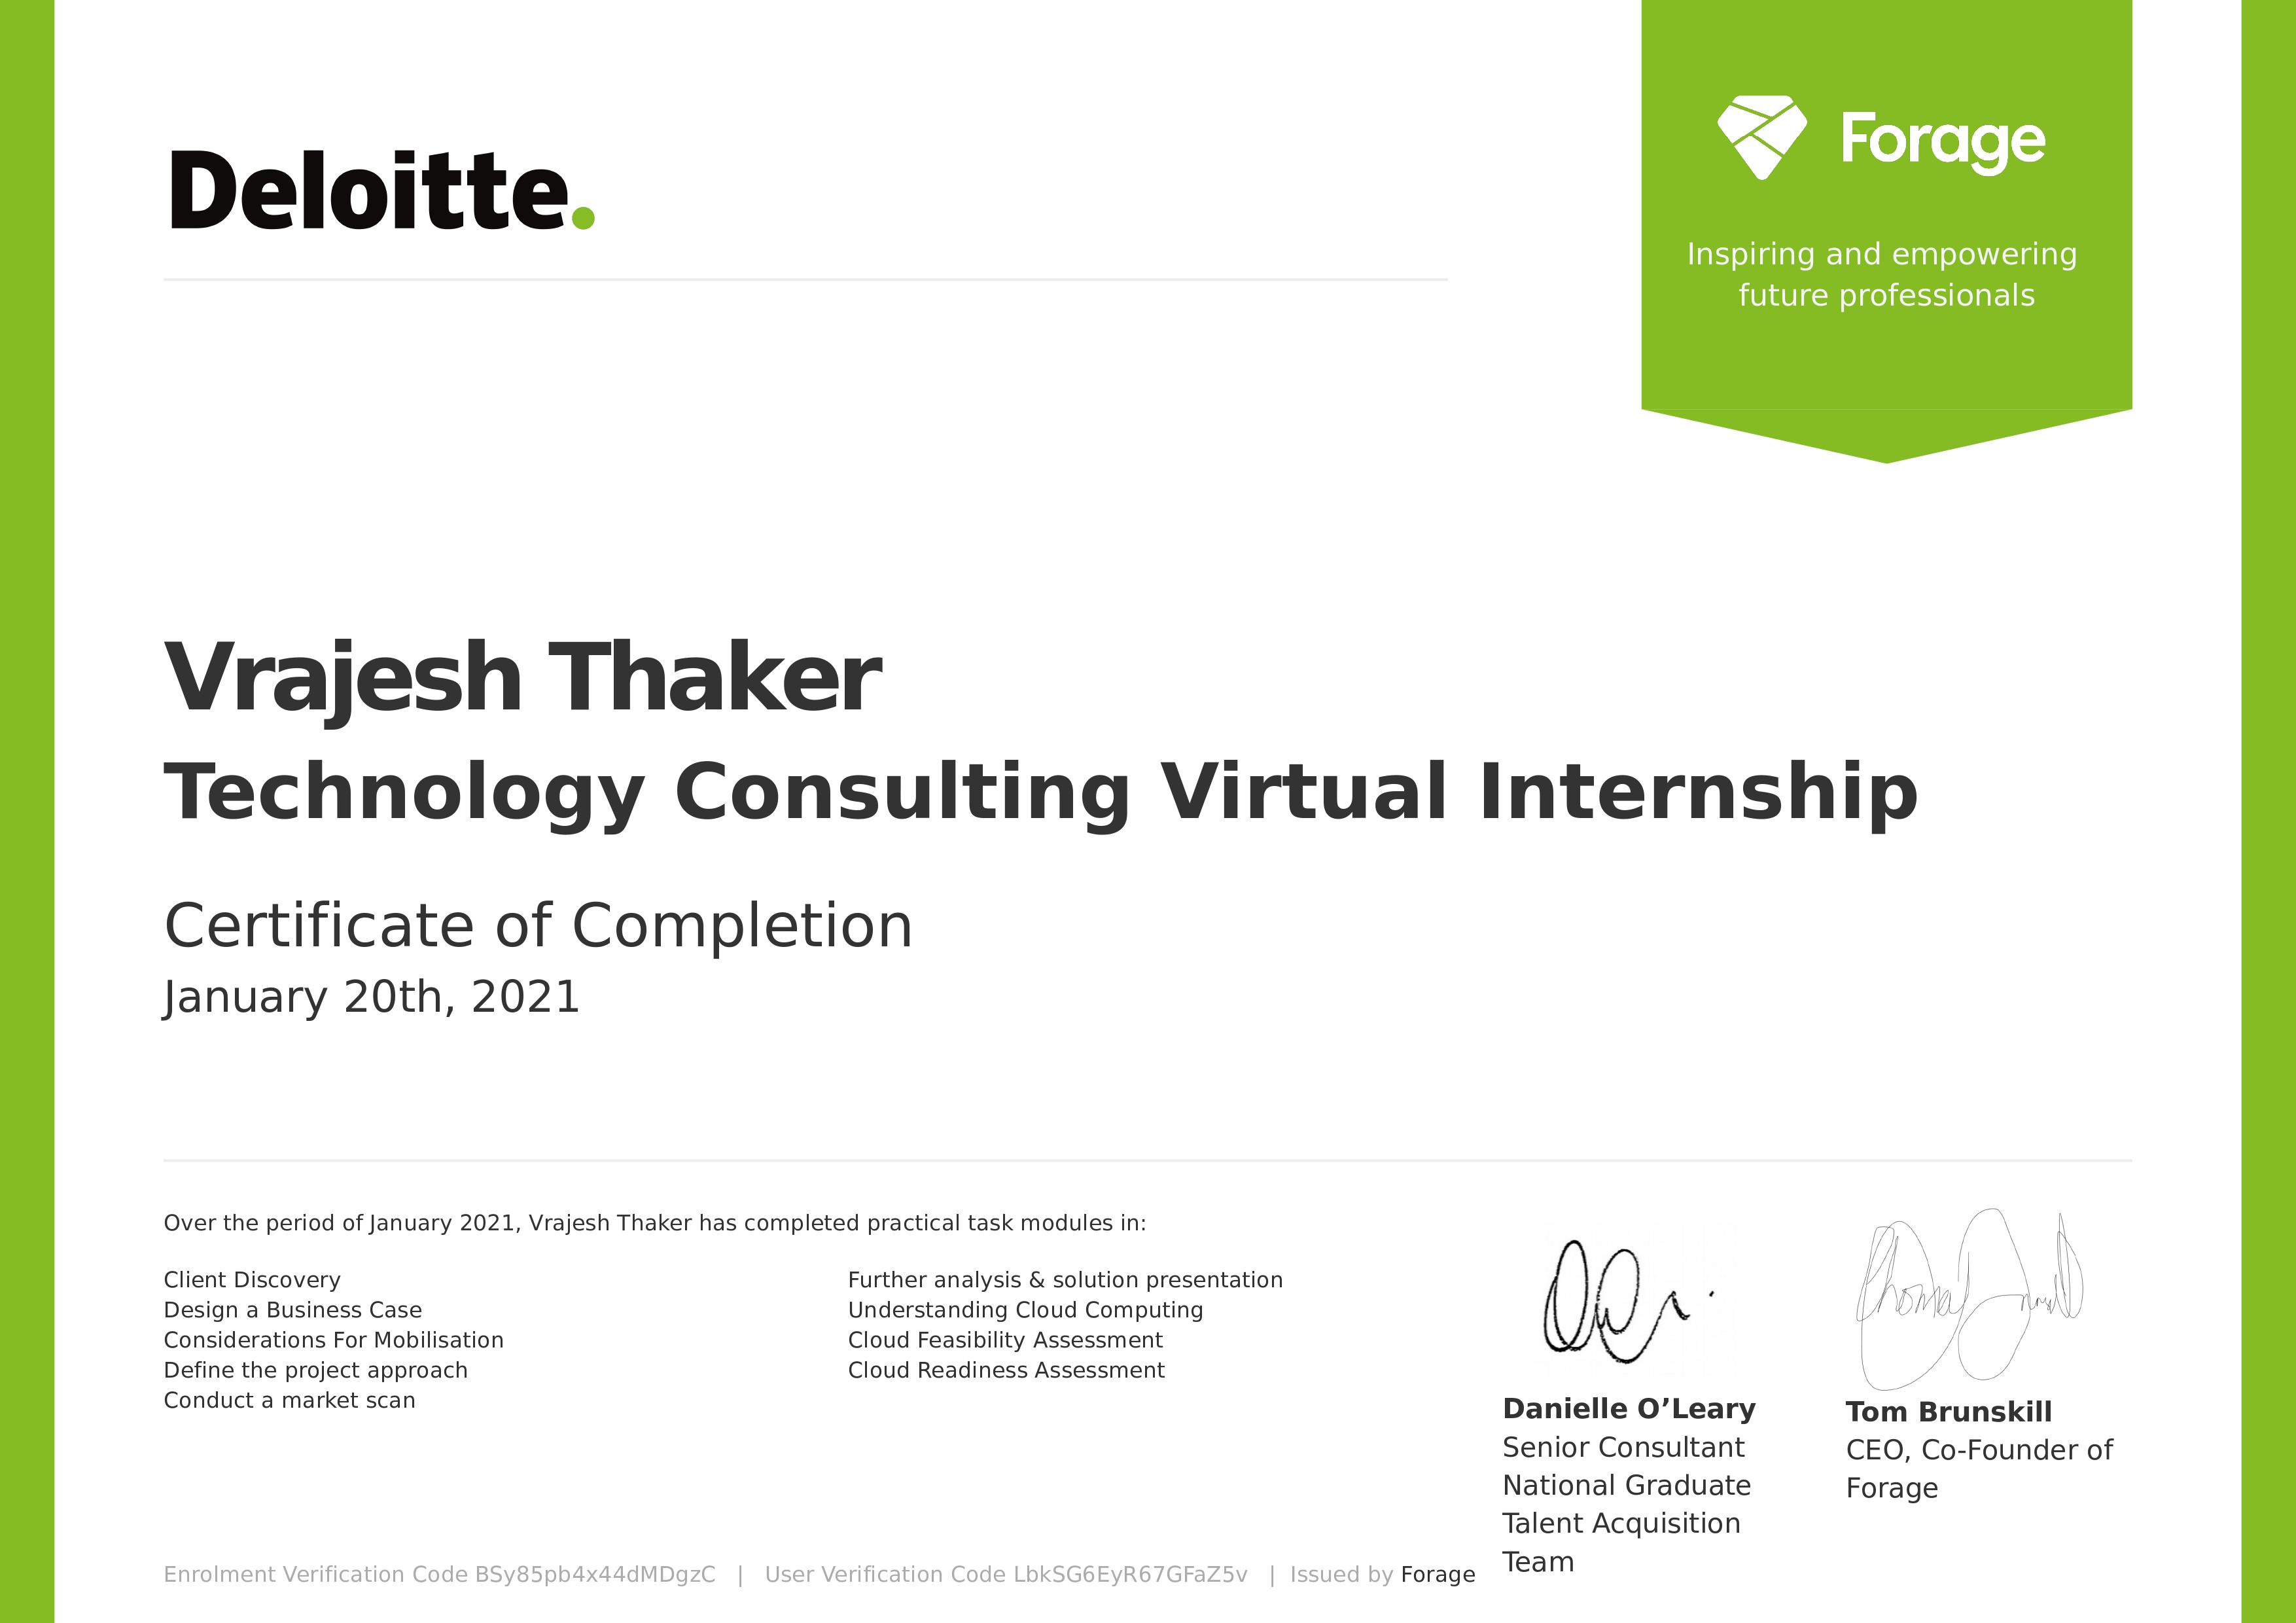 Deloitte.
Forage
Inspiring and empowering
future professionals
Vrajesh Thaker
Technology Consulting Virtual Internship
Certificate of Completion
January 20th, 2021
Over the period of January 2021, Vrajesh Thaker has completed practical task modules in:
Client Discovery
Design a Business Case
Considerations For Mobilisation
Define the project approach
Conduct a market scan
Further analysis & solution presentation
Understanding Cloud Computing
Cloud Feasibility Assessment
Cloud Readiness Assessment
Danielle O’Leary
Senior Consultant
National Graduate
Talent Acquisition
Team
Tom Brunskill
CEO, Co-Founder of
Forage
Enrolment Verification Code BSy85pb4x44dMDgzC | User Verification Code LbkSG6EyR67GFaZ5v | Issued by Forage